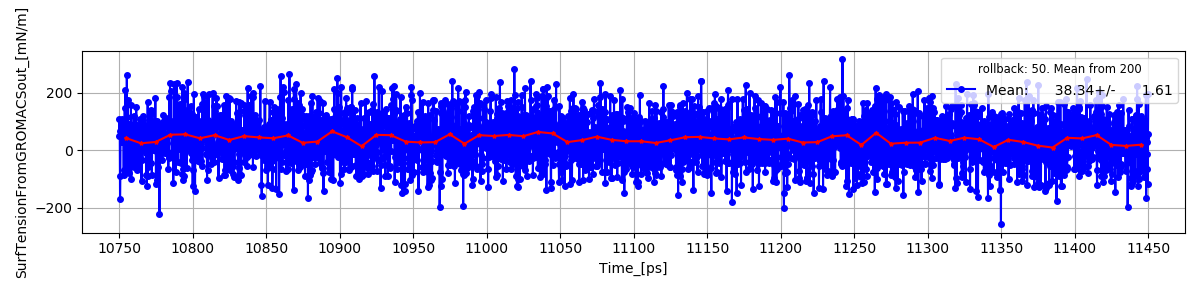 SurfTensionFromGROMACSout_[mN/m]
200
0
−200
rollback: 50. Mean from 200
Mean: 38.34+/- 1.61
10750 10800 10850 10900 10950 11000 11050 11100 11150 11200 11250 11300 11350 11400 11450
Time_[ps]